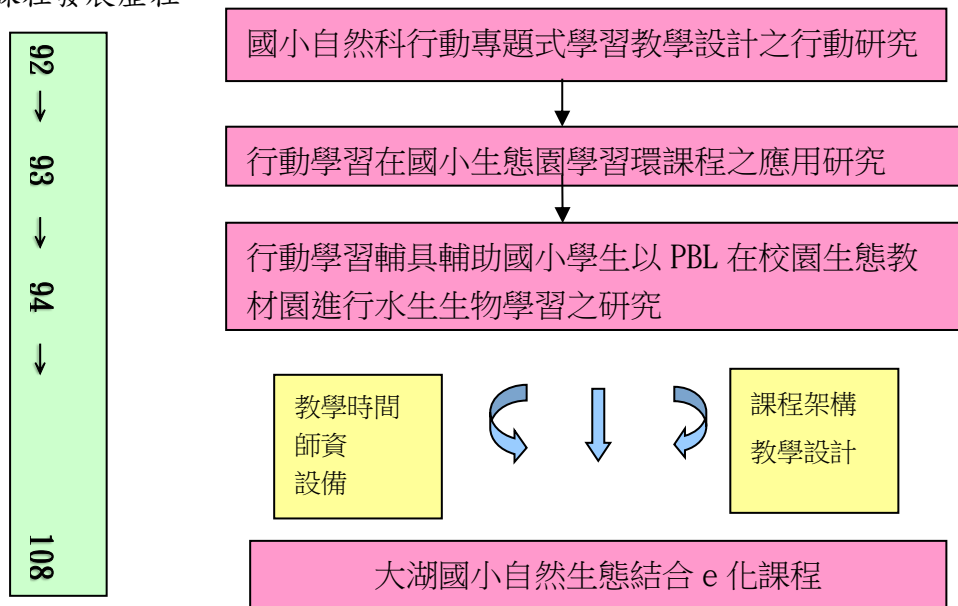 課程發展歷程
92
→
93
→
94
→
108
國小自然科行動專題式學習教學設計之行動研究
行動學習在國小生態園學習環課程之應用研究
行動學習輔具輔助國小學生以 PBL 在校園生態教
材園進行水生生物學習之研究
教學時間
師資
設備
課程架構
教學設計
大湖國小自然生態結合 e 化課程